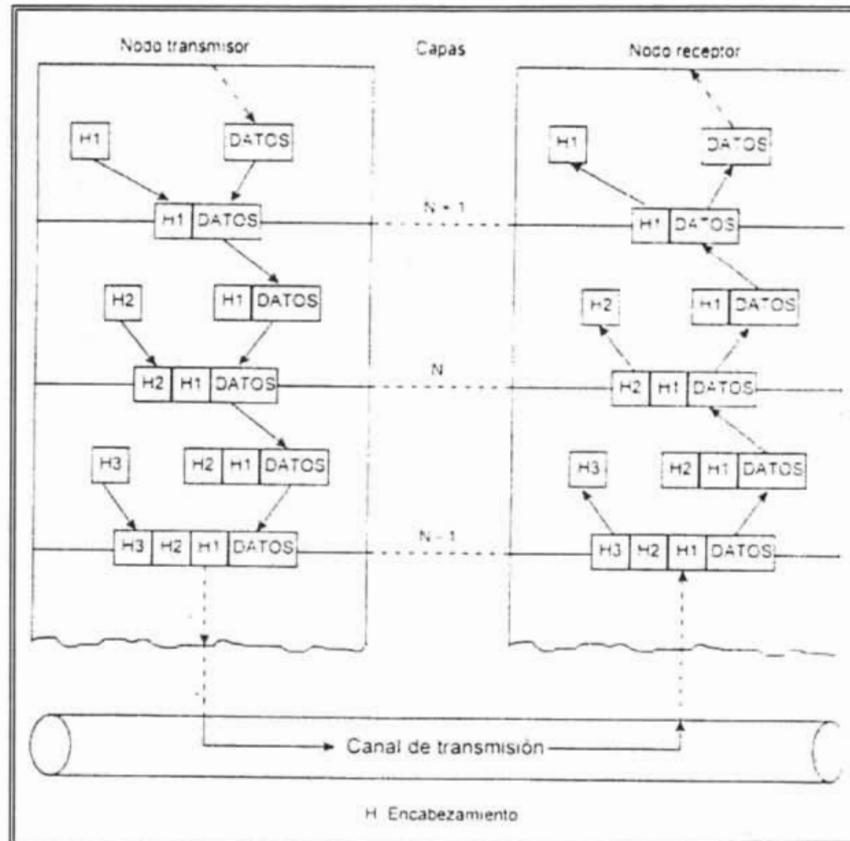 Nodo transmisor Capas Nodo receptor
H1 DATOS H1 DATOS
H1 DATOS N + 1 H1 DATOS
H2 H1 DATOS H2 H1 DATOS
H2 H1 DATOS N H2 H1 DATOS
H3 H2 H1 DATOS H3 H2 H1 DATOS
H3 H2 H1 DATOS N - 1 H3 H2 H1 DATOS
Canal de transmisión
H Encabezamiento